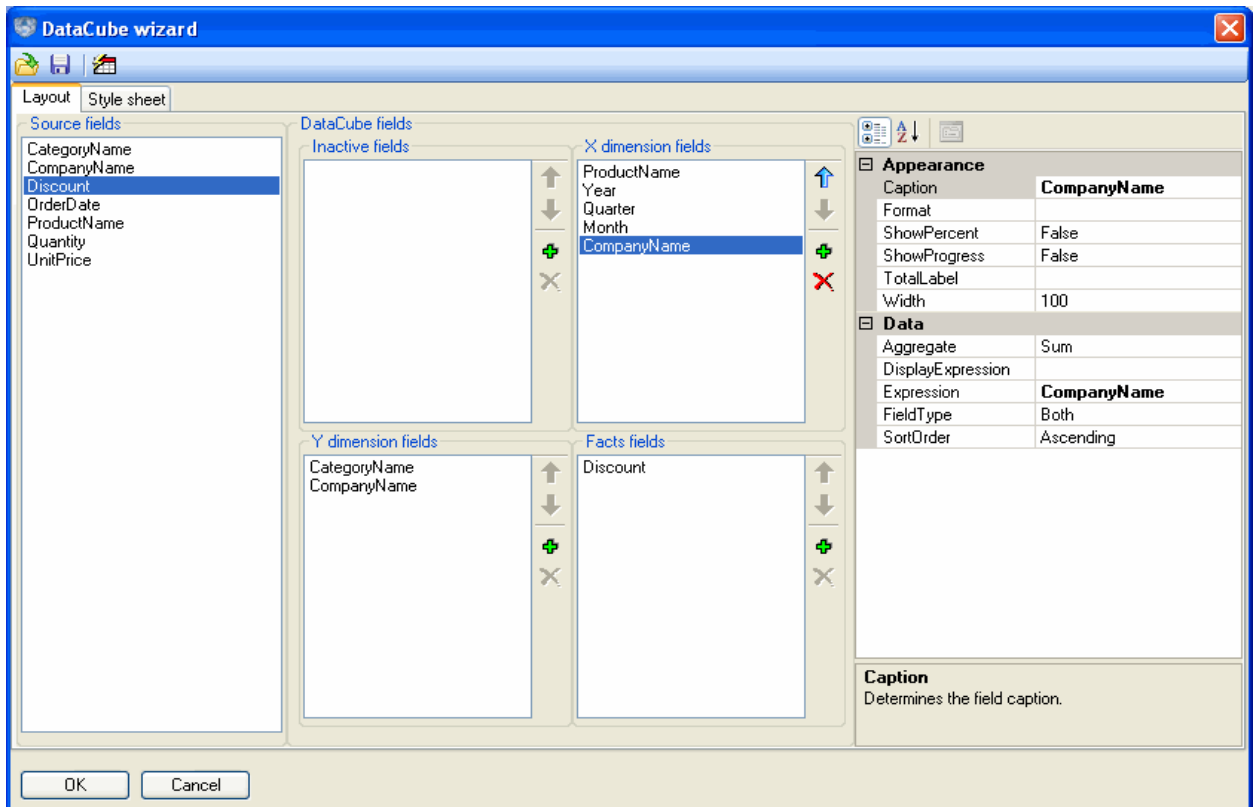 DataCube wizard
Layout
Style sheet
Source fields
CategoryName
CompanyName
Discount
OrderDate
ProductName
Quantity
UnitPrice
DataCube fields
Inactive fields
X dimension fields
ProductName
Year
Quarter
Month
CompanyName
Y dimension fields
CategoryName
CompanyName
Facts fields
Discount
Appearance
Caption CompanyName
Format
ShowPercent False
ShowProgress False
TotalLabel
Width 100
Data
Aggregate Sum
DisplayExpression
Expression CompanyName
FieldType Both
SortOrder Ascending
Caption
Determines the field caption.
OK
Cancel